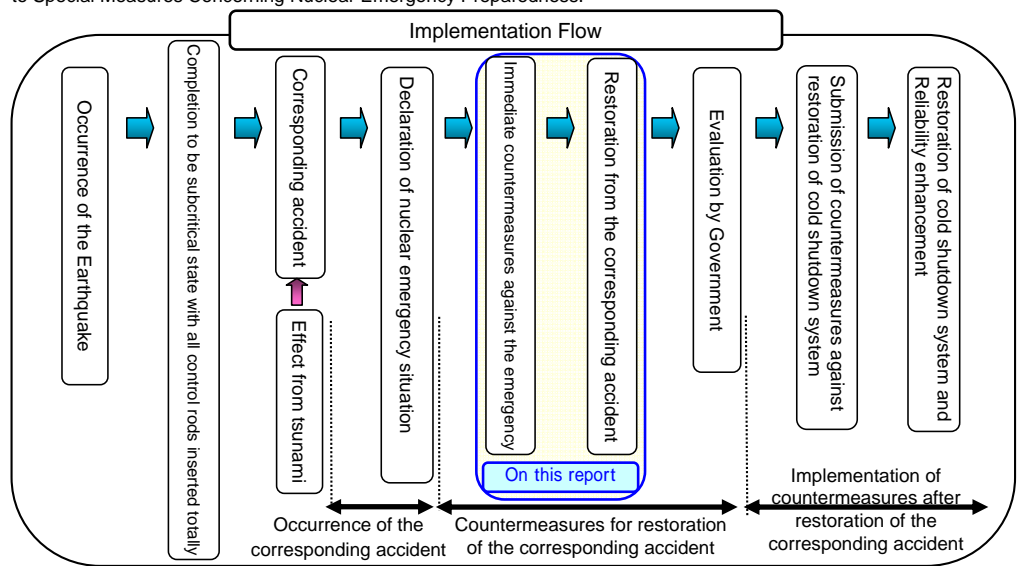 to Special Measures Concerning Nuclear Emergency Preparedness.
Implementation Flow
Occurrence of the Earthquake
Completion to be subcritical state with all control rods inserted totally
Corresponding accident
Effect from tsunami
Declaration of nuclear emergency situation
Immediate countermeasures against the emergency
Restoration from the corresponding accident
On this report
Evaluation by Government
Submission of countermeasures against
restoration of cold shutdown system
Restoration of cold shutdown system and
Reliability enhancement
Occurrence of the
corresponding accident
Countermeasures for restoration
of the corresponding accident
Implementation of
countermeasures after
restoration of the
corresponding accident